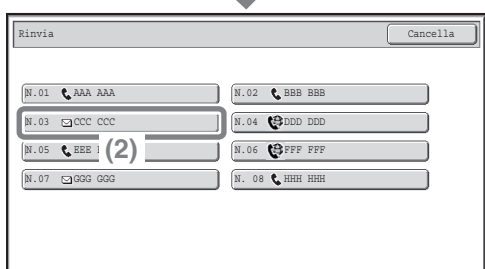 Rinvia Cancella
N.01 AAA AAA N.02 BBB BBB
N.03 CCC CCC N.04 DDD DDD
N.05 EEE (2) N.06 FFF FFF
N.07 GGG GGG N. 08 HHH HHH